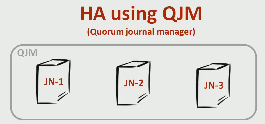 HA using QJM
(Quorum journal manager)
QJM
JN-1
JN-2
JN-3